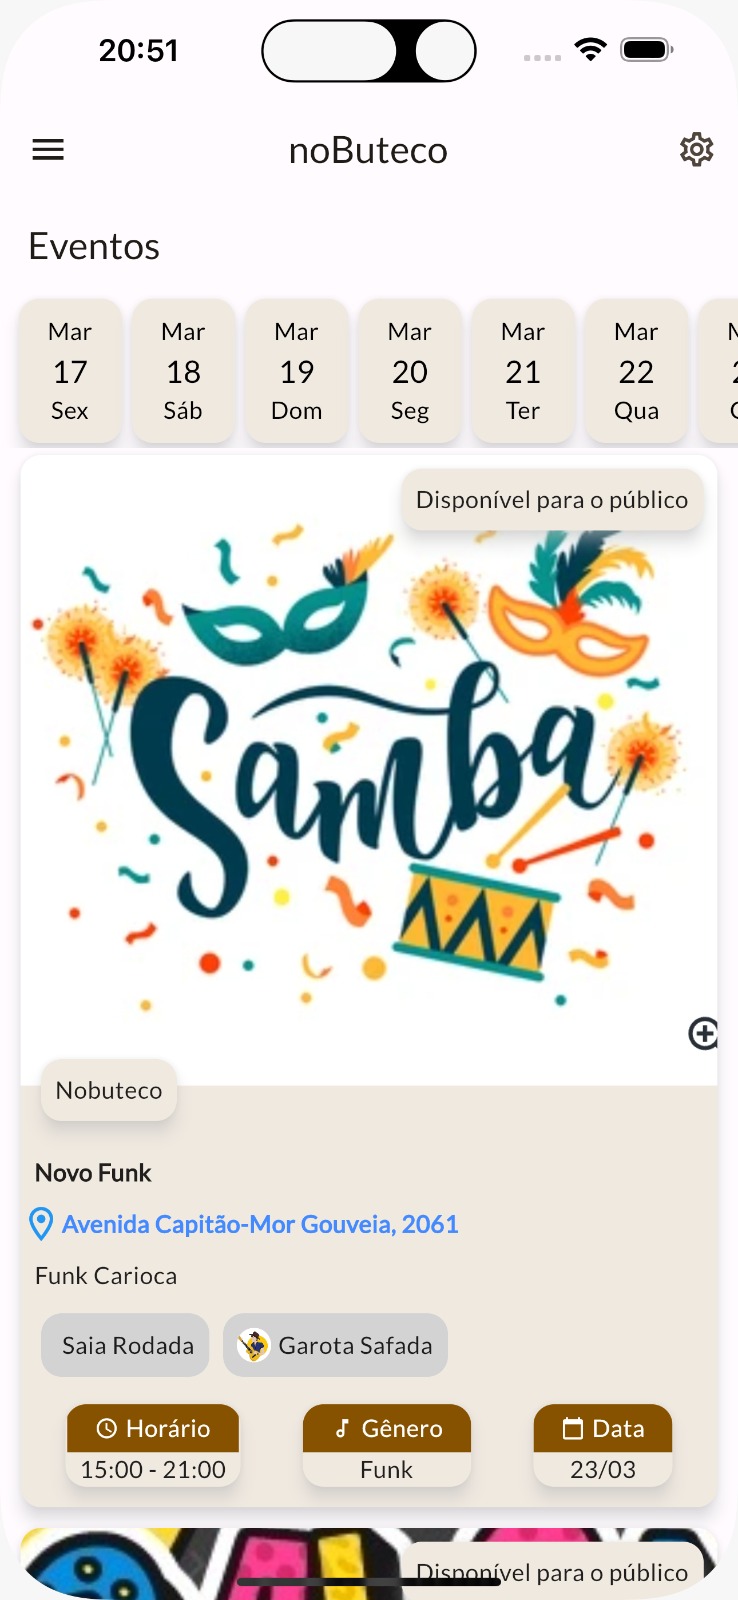 20:51
noButeco
Eventos
Mar Mar Mar Mar Mar Mar
17 18 19 20 21 22
Sex Sáb Dom Seg Ter Qua
Disponível para o público
Samba
Nobuteco
Novo Funk
Avenida Capitão-Mor Gouveia, 2061
Funk Carioca
Saia Rodada Garota Safada
Horário Gênero Data
15:00 - 21:00 Funk 23/03
Disponível para o público